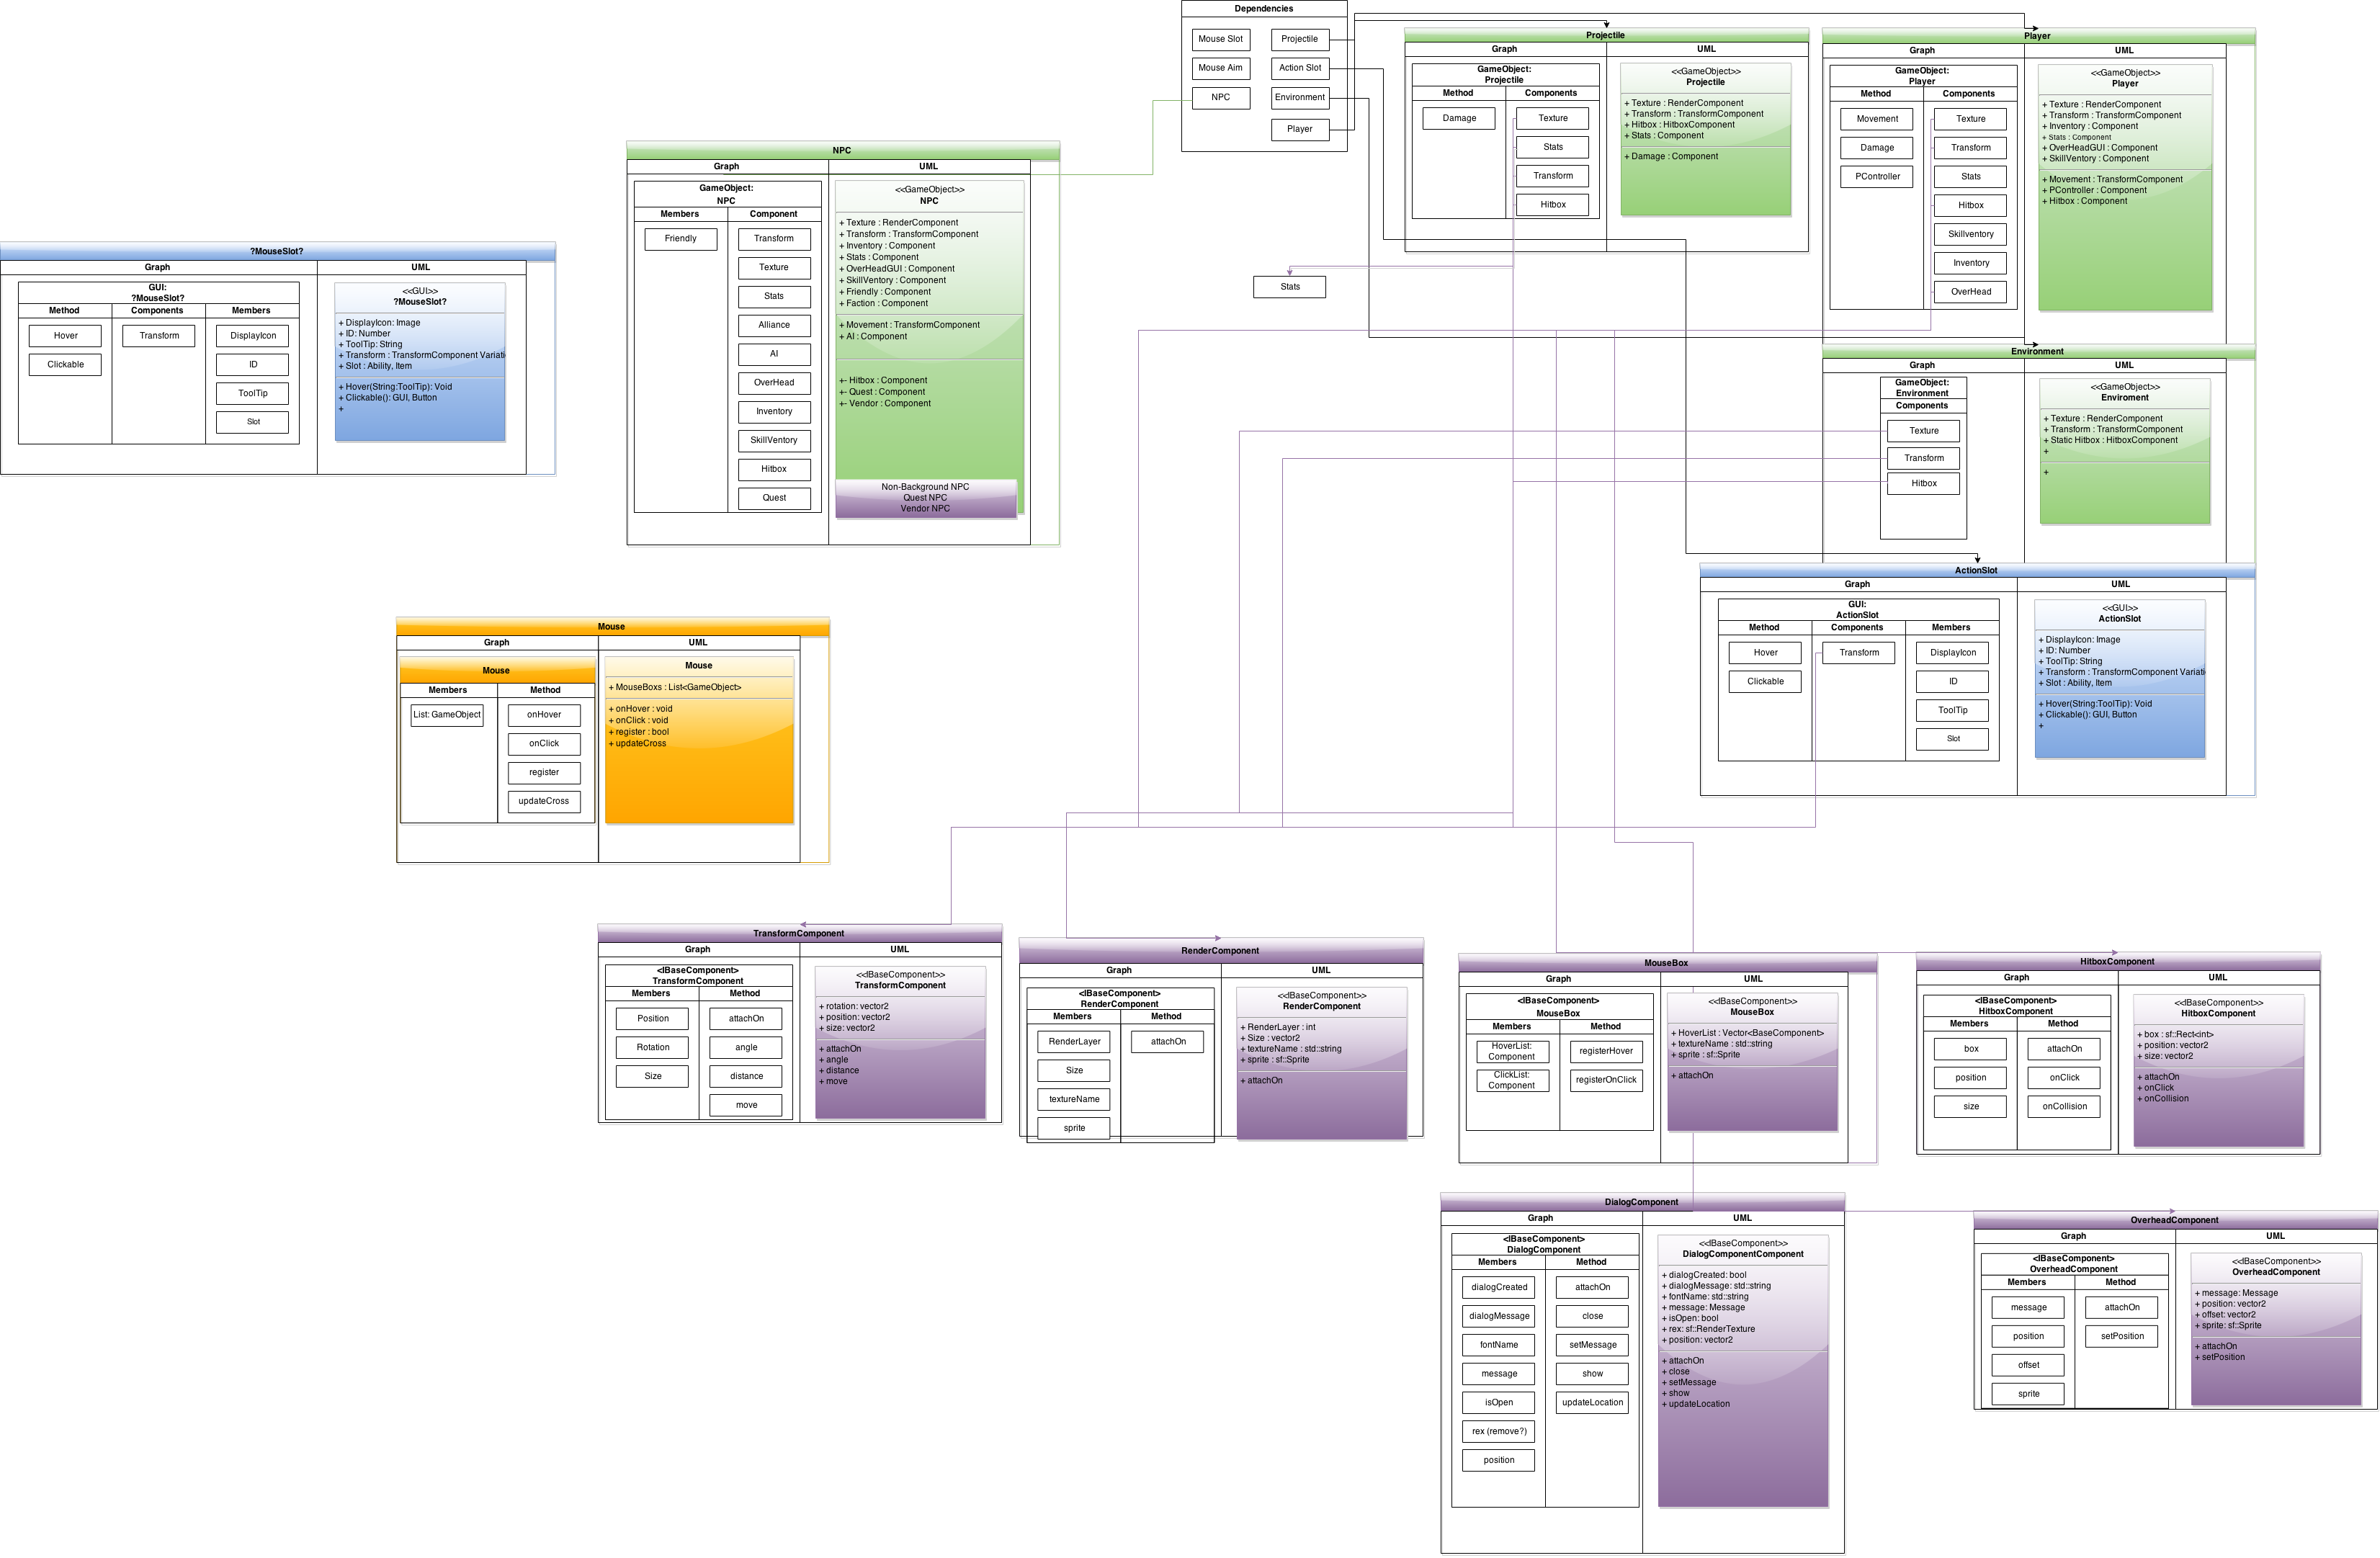 Dependencies
Mouse Slot
Projectile
Mouse Aim
Action Slot
NPC
Environment
Player
Projectile
Graph
UML
GameObject:
Projectile
Method
Components
Damage
Texture
Stats
Transform
Hitbox
<<GameObject>>
Projectile
+ Texture : RenderComponent
+ Transform : TransformComponent
+ Hitbox : HitboxComponent
+ Stats : Component
+ Damage : Component
Player
Graph
UML
GameObject:
Player
Method
Components
Movement
Damage
PController
Texture
Transform
Stats
Hitbox
Skillventory
Inventory
OverHead
<<GameObject>>
Player
+ Texture : RenderComponent
+ Transform : TransformComponent
+ Inventory : Component
+ Stats : Component
+ OverHeadGUI : Component
+ SkillVentory : Component
+ Movement : TransformComponent
+ PController : Component
+ Hitbox : Component
NPC
Graph
UML
GameObject:
NPC
Members
Component
Friendly
Transform
Texture
Stats
Alliance
AI
OverHead
Inventory
SkillVentory
Hitbox
Quest
<<GameObject>>
NPC
+ Texture : RenderComponent
+ Transform : TransformComponent
+ Inventory : Component
+ Stats : Component
+ OverHeadGUI : Component
+ SkillVentory : Component
+ Friendly : Component
+ Faction : Component
+ Movement : TransformComponent
+ AI : Component
+- Hitbox : Component
+- Quest : Component
+- Vendor : Component
Non-Background NPC
Quest NPC
Vendor NPC
?MouseSlot?
Graph
UML
GUI:
?MouseSlot?
Method
Components
Members
Hover
Clickable
Transform
DisplayIcon
ID
ToolTip
Slot
<<GUI>>
?MouseSlot?
+ DisplayIcon: Image
+ ID: Number
+ ToolTip: String
+ Transform : TransformComponent Variati
+ Slot : Ability, Item
+ Hover(String:ToolTip): Void
+ Clickable(): GUI, Button
+
Stats
Environment
Graph
UML
GameObject:
Environment
Components
Texture
Transform
Hitbox
<<GameObject>>
Enviroment
+ Texture : RenderComponent
+ Transform : TransformComponent
+ Static Hitbox : HitboxComponent
+
+
ActionSlot
Graph
UML
GUI:
ActionSlot
Method
Components
Members
Hover
Clickable
Transform
DisplayIcon
ID
ToolTip
Slot
<<GUI>>
ActionSlot
+ DisplayIcon: Image
+ ID: Number
+ ToolTip: String
+ Transform : TransformComponent Variati
+ Slot : Ability, Item
+ Hover(String:ToolTip): Void
+ Clickable(): GUI, Button
+
Mouse
Graph
UML
Mouse
Members
Method
List: GameObject
onHover
onClick
register
updateCross
Mouse
+ MouseBoxs : List<GameObject>
+ onHover : void
+ onClick : void
+ register : bool
+ updateCross
TransformComponent
Graph
UML
<IBaseComponent>
TransformComponent
Members
Method
Position
Rotation
Size
attachOn
angle
distance
move
<<IBaseComponent>>
TransformComponent
+ rotation: vector2
+ position: vector2
+ size: vector2
+ attachOn
+ angle
+ distance
+ move
RenderComponent
Graph
UML
<IBaseComponent>
RenderComponent
Members
Method
RenderLayer
Size
textureName
sprite
attachOn
<<IBaseComponent>>
RenderComponent
+ RenderLayer : int
+ Size : vector2
+ textureName : std::string
+ sprite : sf::Sprite
+ attachOn
MouseBox
Graph
UML
<IBaseComponent>
MouseBox
Members
Method
HoverList:
Component
ClickList:
Component
registerHover
registerOnClick
<<IBaseComponent>>
MouseBox
+ HoverList : Vector<BaseComponent>
+ textureName : std::string
+ sprite : sf::Sprite
+ attachOn
HitboxComponent
Graph
UML
<IBaseComponent>
HitboxComponent
Members
Method
box
position
size
attachOn
onClick
onCollision
<<IBaseComponent>>
HitboxComponent
+ box : sf::Rect<int>
+ position: vector2
+ size: vector2
+ attachOn
+ onClick
+ onCollision
DialogComponent
Graph
UML
<IBaseComponent>
DialogComponent
Members
Method
dialogCreated
dialogMessage
fontName
message
isOpen
rex (remove?)
position
attachOn
close
setMessage
show
updateLocation
<<IBaseComponent>>
DialogComponentComponent
+ dialogCreated: bool
+ dialogMessage: std::string
+ fontName: std::string
+ message: Message
+ isOpen: bool
+ rex: sf::RenderTexture
+ position: vector2
+ attachOn
+ close
+ setMessage
+ show
+ updateLocation
OverheadComponent
Graph
UML
<IBaseComponent>
OverheadComponent
Members
Method
message
position
offset
sprite
attachOn
setPosition
<<IBaseComponent>>
OverheadComponent
+ message: Message
+ position: vector2
+ offset: vector2
+ sprite: sf::Sprite
+ attachOn
+ setPosition